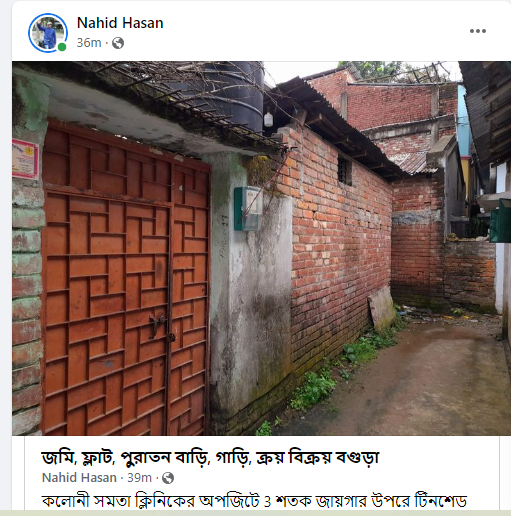 Nahid Hasan
36m ·
জমি, ফ্লাট, পুরাতন বাড়ি, গাড়ি, ক্রয় বিক্রয় বগুড়া
Nahid Hasan · 39m ·
কলোনী সমতা ক্লিনিকের অপজিটে 3 শতক জায়গার উপরে টিনশেড